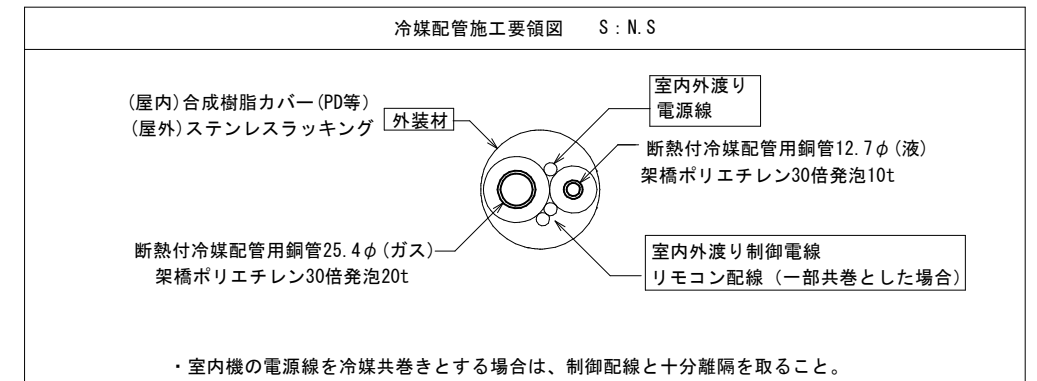 冷媒配管施工要領図 S:N.S
(屋内)合成樹脂カバー(PD等)
(屋外)ステンレスラッキング
外装材
室内外渡り
電源線
断熱付冷媒配管用銅管12.7φ(液)
架橋ポリエチレン30倍発泡10t
断熱付冷媒配管用銅管25.4φ(ガス)
架橋ポリエチレン30倍発泡20t
室内外渡り制御電線
リモコン配線(一部共巻とした場合)
・室内機の電源線を冷媒共巻きとする場合は、制御配線と十分離隔を取ること。